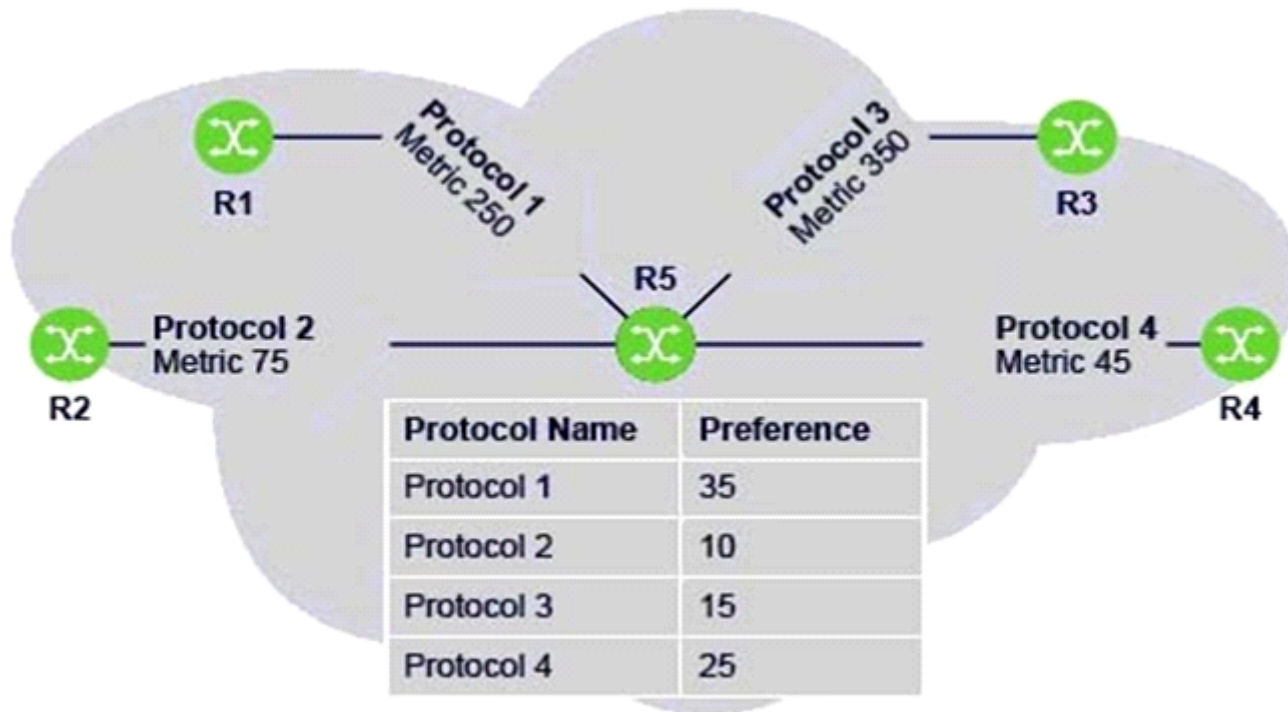 Protocol 1
Metric 250
R1
Protocol 3
Metric 350
R3
R5
Protocol 2
Metric 75
R2
Protocol 4
Metric 45
R4
Protocol Name Preference
Protocol 1 35
Protocol 2 10
Protocol 3 15
Protocol 4 25